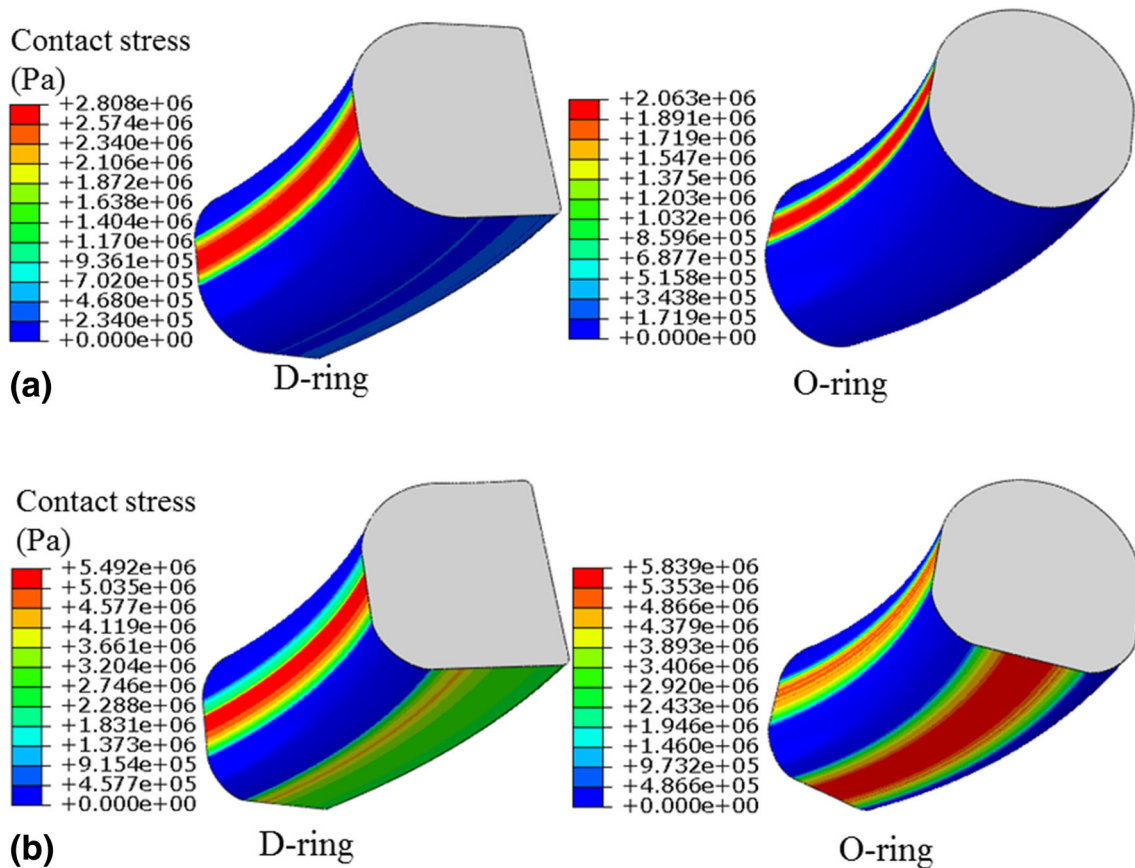 Contact stress
(Pa)
+2.808e+06
+2.574e+06
+2.340e+06
+2.106e+06
+1.872e+06
+1.638e+06
+1.404e+06
+1.170e+06
+9.361e+05
+7.020e+05
+4.680e+05
+2.340e+05
+0.000e+00
+2.063e+06
+1.891e+06
+1.719e+06
+1.547e+06
+1.375e+06
+1.203e+06
+1.032e+06
+8.596e+05
+6.877e+05
+5.158e+05
+3.438e+05
+1.719e+05
+0.000e+00
(a)
D-ring
O-ring
Contact stress
(Pa)
+5.492e+06
+5.035e+06
+4.577e+06
+4.119e+06
+3.661e+06
+3.204e+06
+2.746e+06
+2.288e+06
+1.831e+06
+1.373e+06
+9.154e+05
+4.577e+05
+0.000e+00
+5.839e+06
+5.353e+06
+4.866e+06
+4.379e+06
+3.893e+06
+3.406e+06
+2.920e+06
+2.433e+06
+1.946e+06
+1.460e+06
+9.732e+05
+4.866e+05
+0.000e+00
(b)
D-ring
O-ring